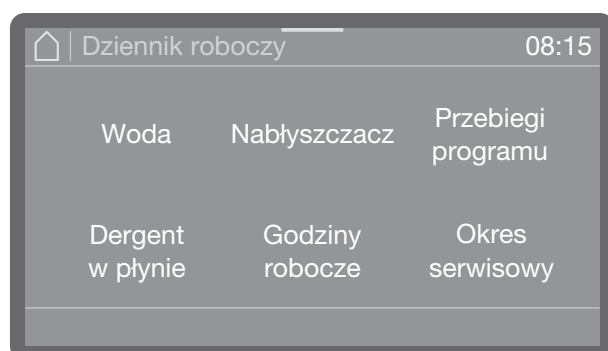 Dziennik roboczy 08:15
Woda Nabłyszczacz Przebiegi
programu
Dergent
w płynie
Godziny
robocze
Okres
serwisowy